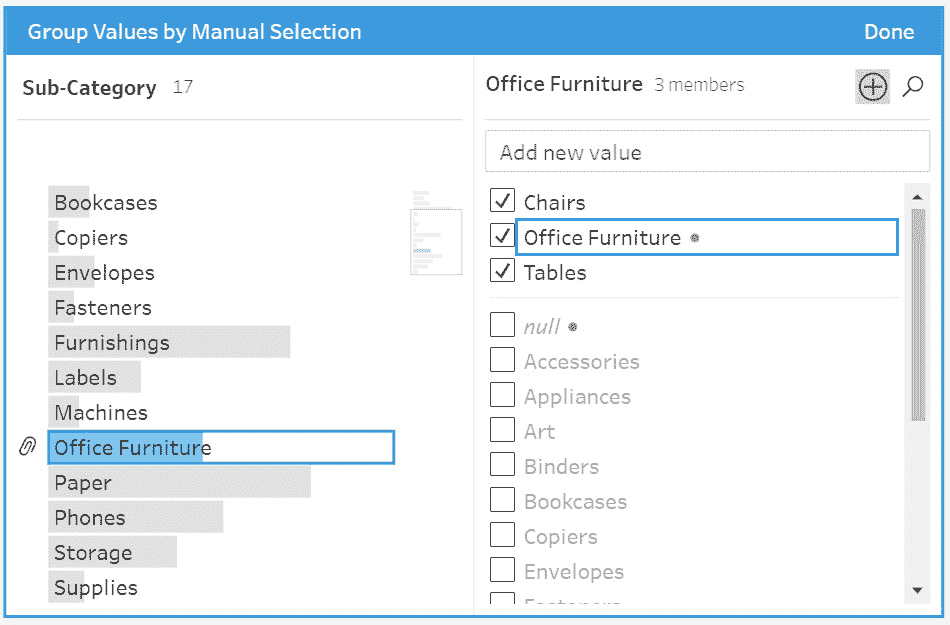 Group Values by Manual Selection
Done
Sub-Category 17
Bookcases
Copiers
Envelopes
Fasteners
Furnishings
Labels
Machines
Office Furniture
Paper
Phones
Storage
Supplies
Office Furniture 3 members
Add new value
Chairs
Office Furniture
Tables
null
Accessories
Appliances
Art
Binders
Bookcases
Copiers
Envelopes